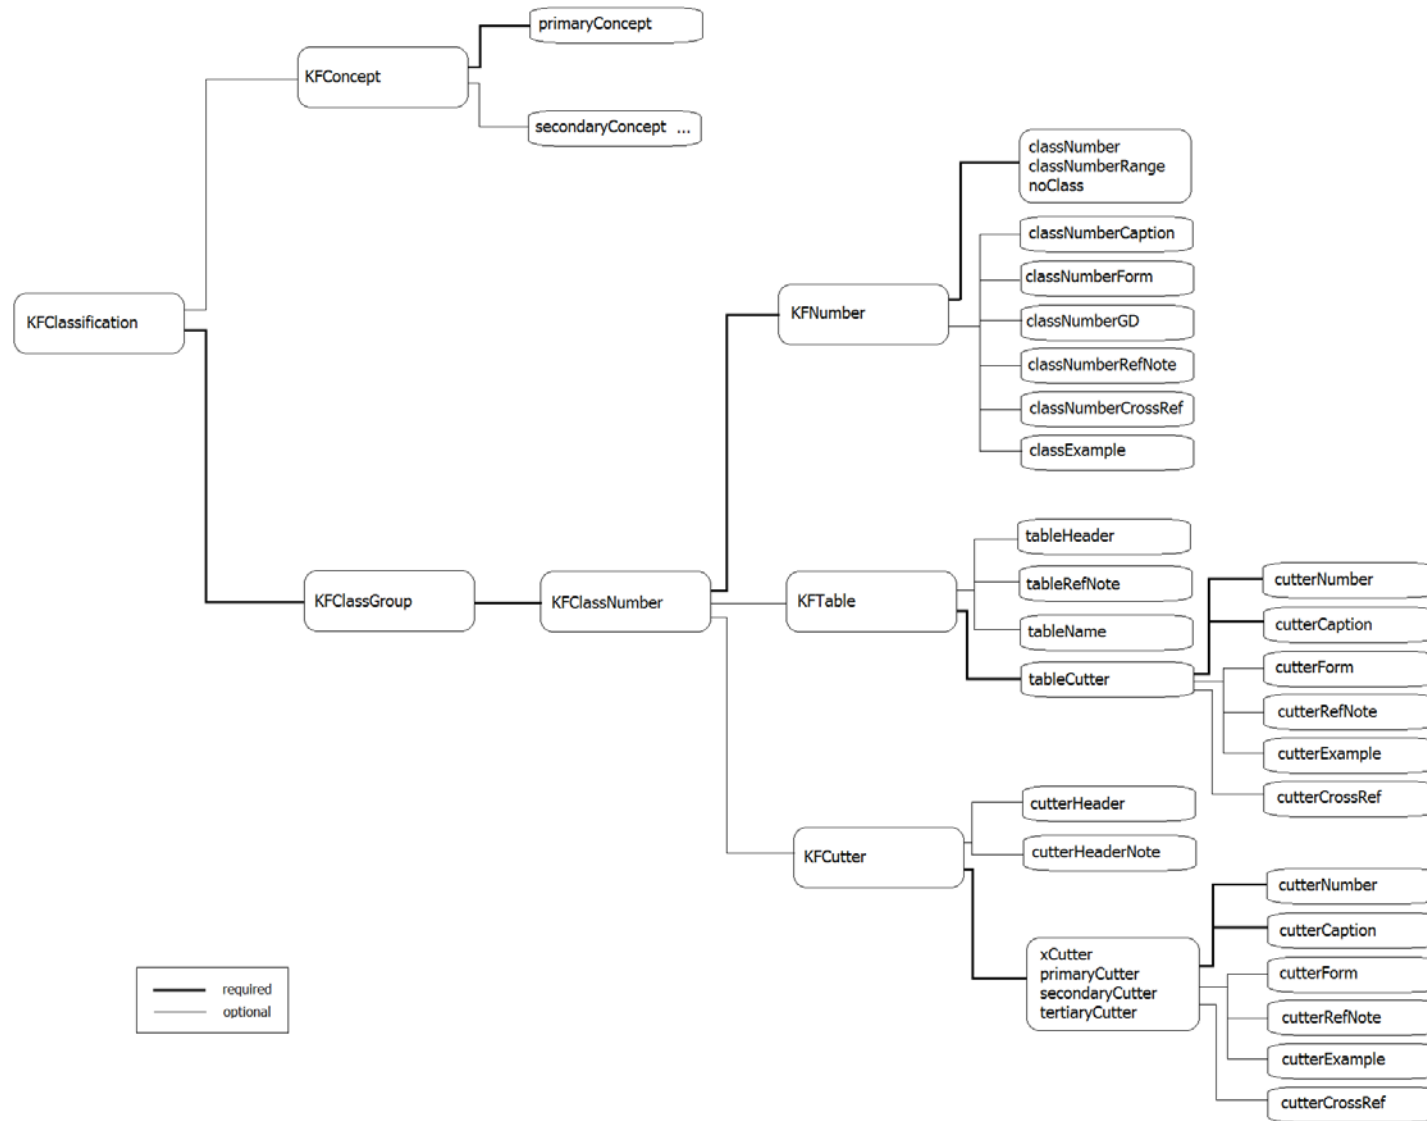 primaryConcept
KFConcept
secondaryConcept ...
classNumber
classNumberRange
noClass
classNumberCaption
classNumberForm
KFClassification
KFNumber
classNumberGD
classNumberRefNote
classNumberCrossRef
classExample
tableHeader
tableRefNote
cutterNumber
KFClassGroup
KFClassNumber
KFTable
tableName
cutterCaption
tableCutter
cutterForm
cutterRefNote
cutterExample
cutterCrossRef
cutterHeader
KFCutter
cutterHeaderNote
cutterNumber
cutterCaption
xCutter
primaryCutter
secondaryCutter
tertiaryCutter
cutterForm
cutterRefNote
cutterExample
cutterCrossRef
required
optional